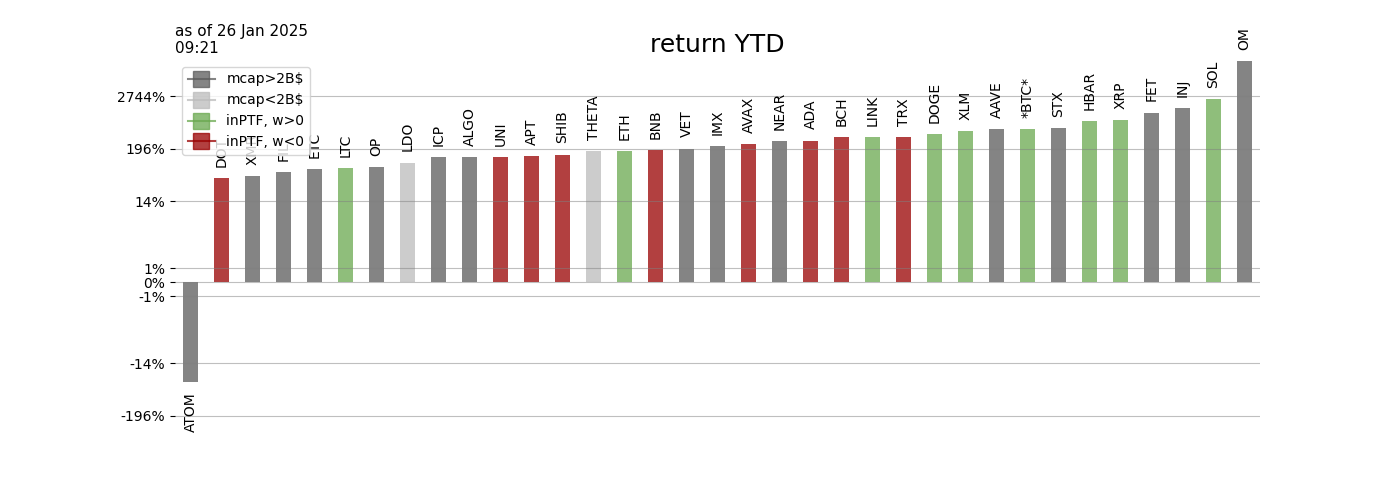 as of 26 Jan 2025
09:21
return YTD
mcap>2B$
mcap<2B$
inPTF, w>0
inPTF, w<0
2744%
196%
14%
1%
0%
-1%
-14%
-196%
ATOM
ETC
LTC
OP
LDO
ICP
ALGO
UNI
APT
SHIB
THETA
ETH
BNB
VET
IMX
AVAX
NEAR
ADA
BCH
LINK
TRX
DOGE
XLM
AAVE
*BTC*
STX
HBAR
XRP
FET
INJ
SOL
OM